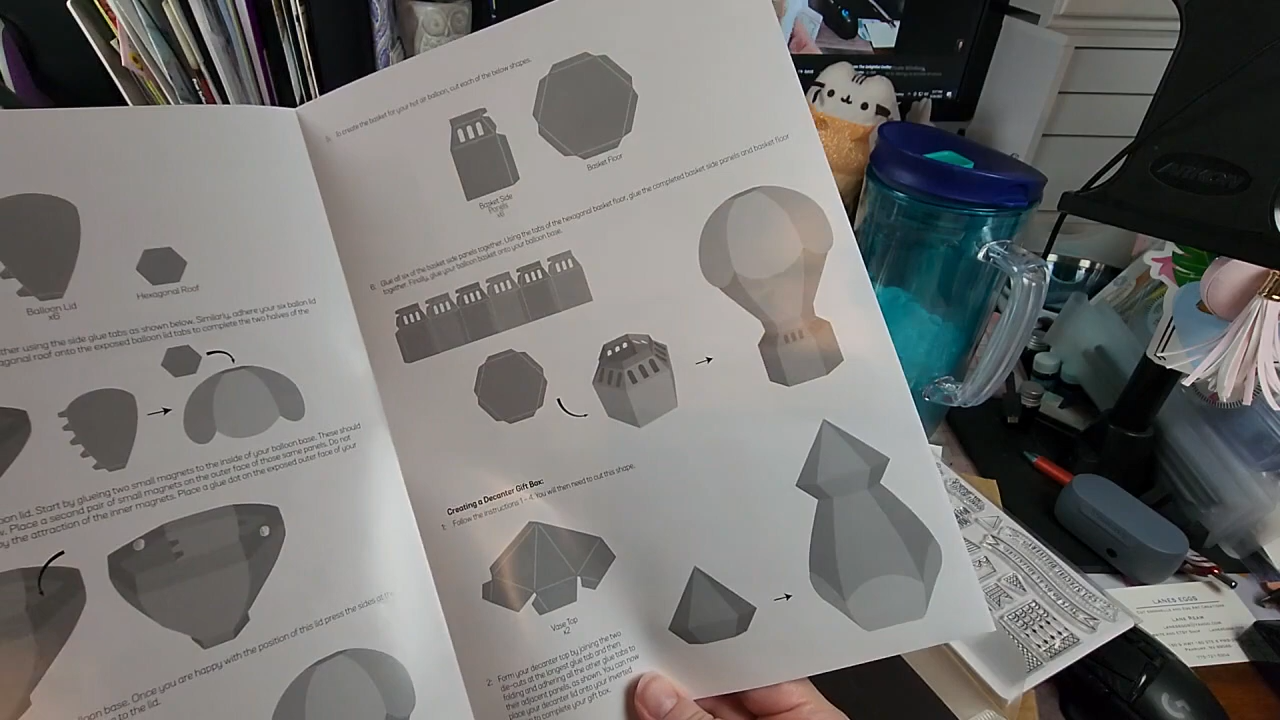 Balloon Lid
x6
Hexagonal Roof
ther using the side glue tabs as shown below. Similarly, adhere your six ballon lid
agonal roof onto the exposed balloon lid tabs to complete the two halves of the
oon lid. Start by glueing two small magnets to the inside of your balloon base. These should
w. Place a second pair of small magnets on the outer face of those same panels. Do not
by the attraction of the inner magnets. Place a glue dot on the exposed outer face of your
loon base. Once you are happy with the position of this lid press the sides
to the lid.
5. To create the basket for your hot air balloon, cut each of the below shapes.
Basket Side
Panels
x6
Basket Floor
6. Glue all six of the basket side panels together. Using the tabs of the hexagonal basket floor, glue the completed basket side panels and basket floor
together. Finally, glue your balloon basket onto your balloon base.
Creating a Decanter Gift Box:
1: Follow the instructions 1 - 4. You will then need to cut this shape.
Vase Top
x2
2: Form your decanter top by joining the two
die-cuts at the longest glue tab and then
folding and adhering all the other glue tabs to
their adjacent panels, as shown. You can now
place your decanter lid onto your inverted
to complete your gift box.
LANES EGGS